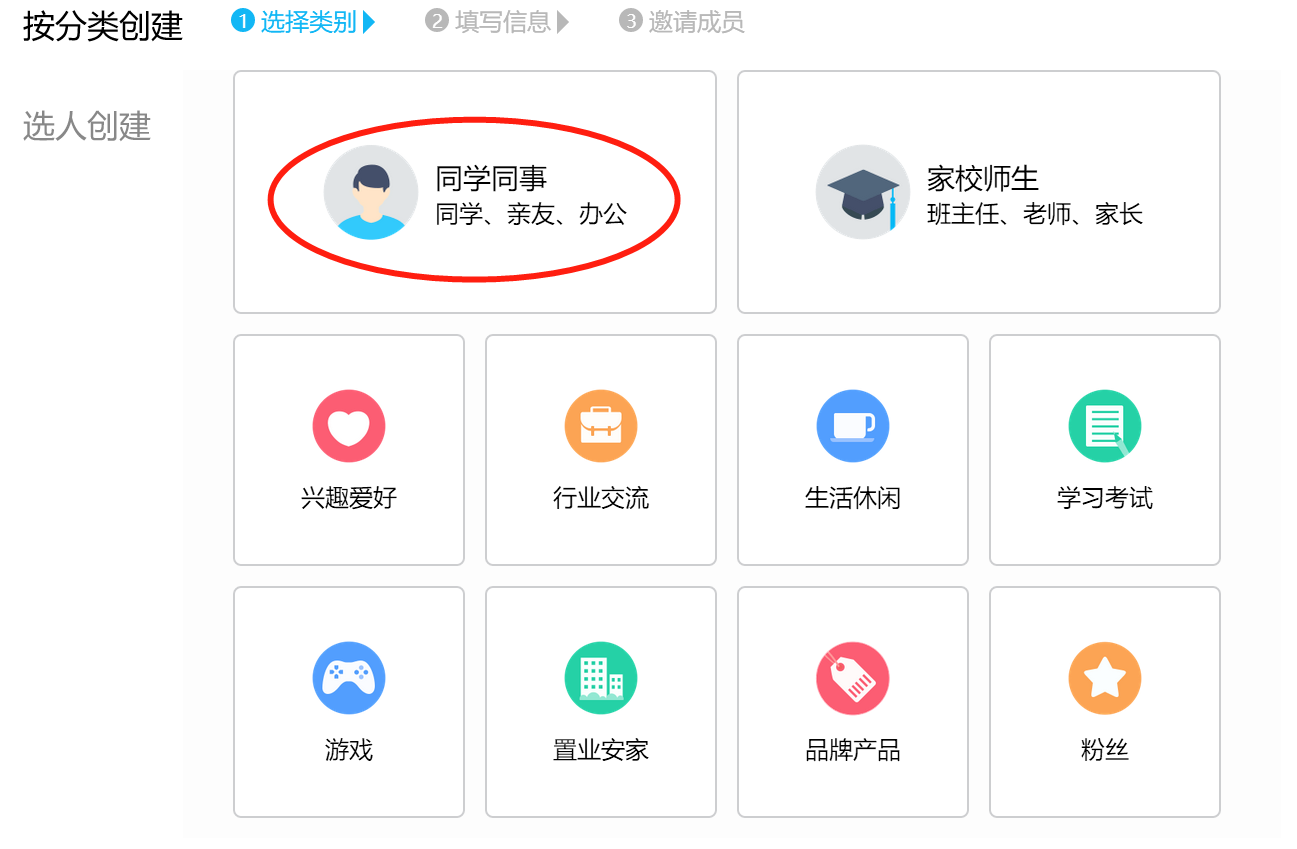 按分类创建
1 选择类别
2 填写信息
3 邀请成员
选人创建
同学同事
同学、亲友、办公
家校师生
班主任、老师、家长
兴趣爱好
行业交流
生活休闲
学习考试
游戏
置业安家
品牌产品
粉丝